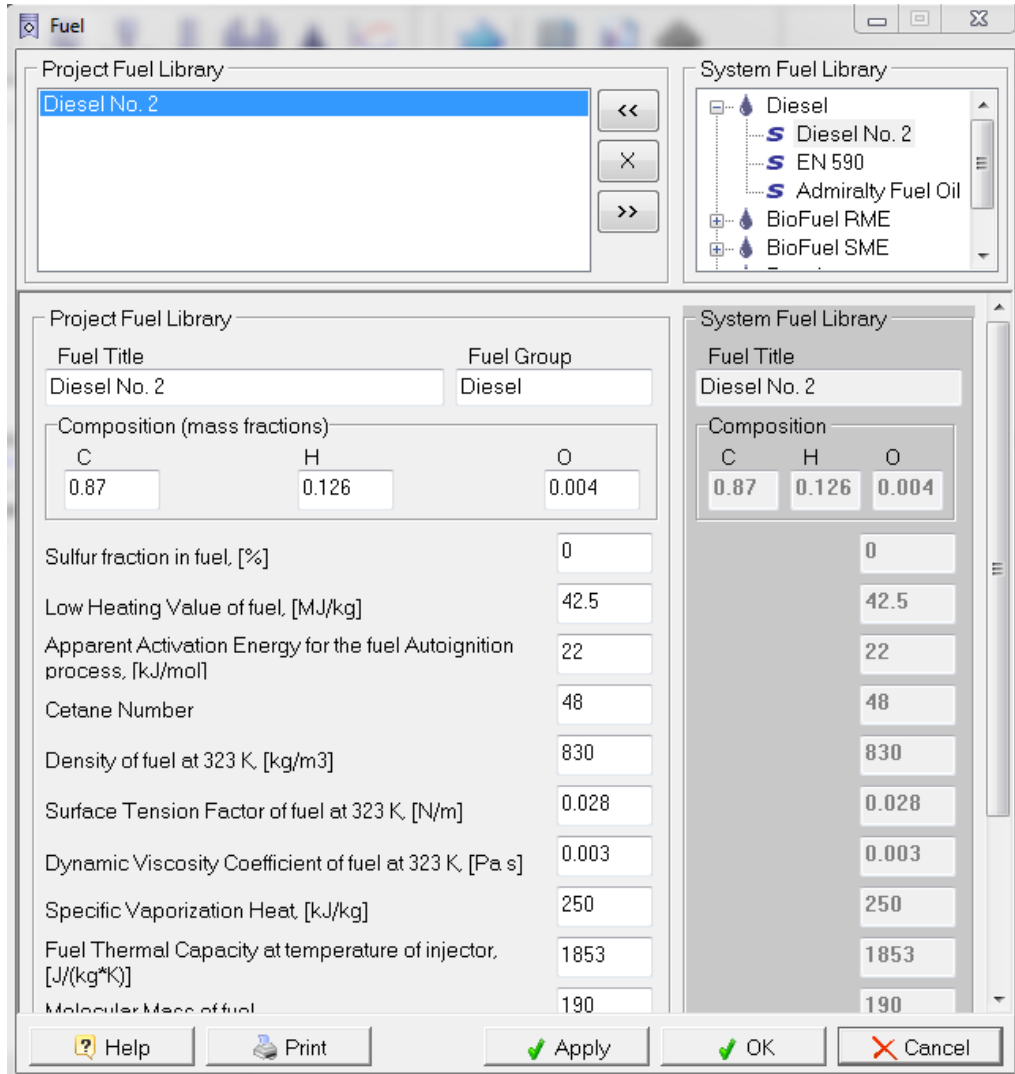 Fuel
Project Fuel Library
Diesel No. 2
<<
X
>>
System Fuel Library
Diesel
S Diesel No. 2
S EN 590
S Admiralty Fuel Oil
BioFuel RME
BioFuel SME
Project Fuel Library
Fuel Title Fuel Group
Diesel No. 2 Diesel
Composition (mass fractions)
C H O
0.87 0.126 0.004
Sulfur fraction in fuel, [%] 0
Low Heating Value of fuel, [MJ/kg] 42.5
Apparent Activation Energy for the fuel Autoignition
process, [kJ/mol] 22
Cetane Number 48
Density of fuel at 323 K, [kg/m3] 830
Surface Tension Factor of fuel at 323 K, [N/m] 0.028
Dynamic Viscosity Coefficient of fuel at 323 K, [Pa s] 0.003
Specific Vaporization Heat, [kJ/kg] 250
Fuel Thermal Capacity at temperature of injector,
[J/(kg*K)] 1853
Molecular Mass of fuel 190
System Fuel Library
Fuel Title
Diesel No. 2
Composition
C H O
0.87 0.126 0.004
0
42.5
22
48
830
0.028
0.003
250
1853
190
Help Print Apply OK Cancel